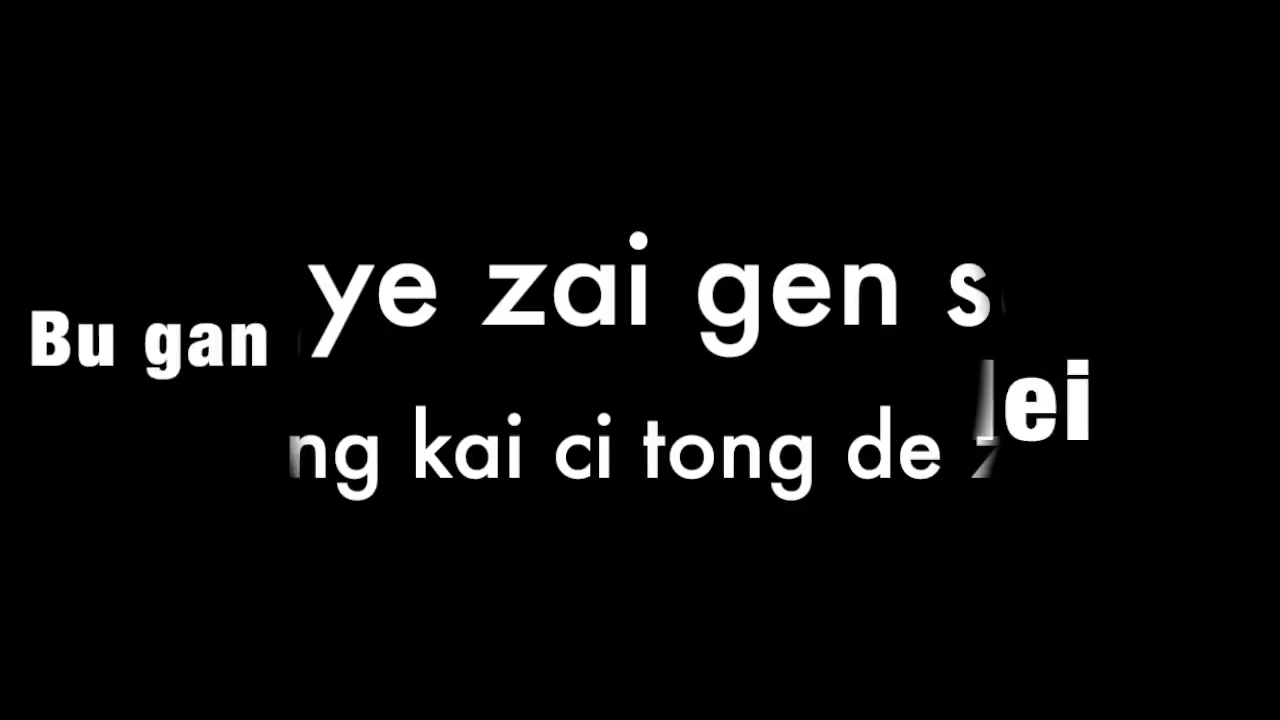 ye zai gen s
Bu gan
lei
ng kai ci tong de